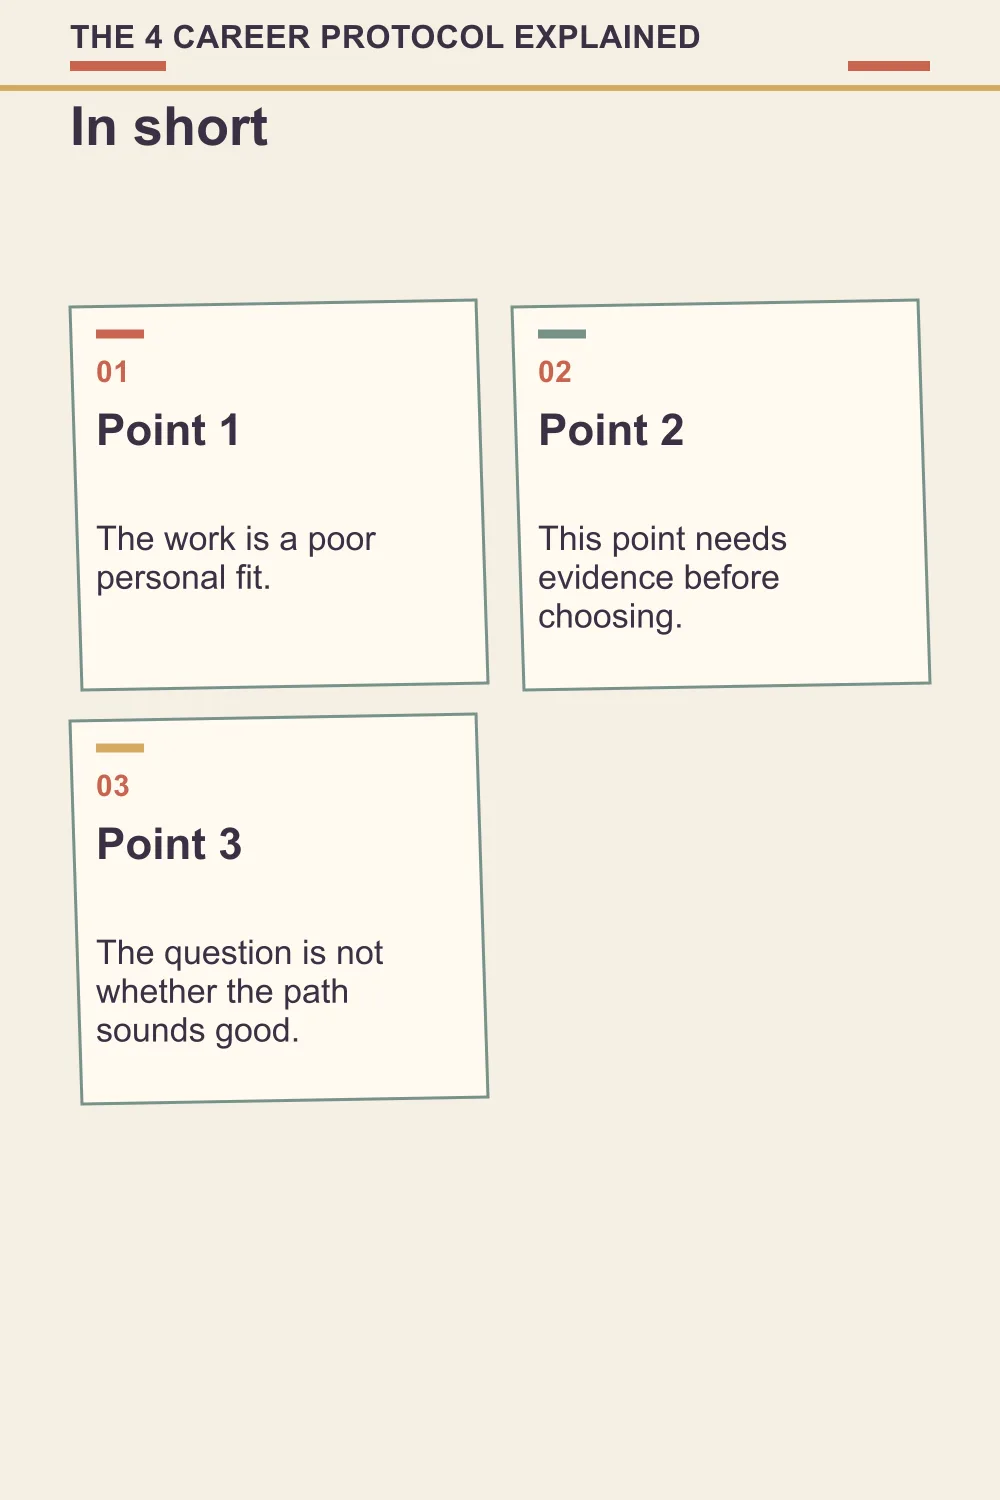 THE 4 CAREER PROTOCOL EXPLAINED
In short
01
Point 1
The work is a poor
personal fit.
02
Point 2
This point needs
evidence before
choosing.
03
Point 3
The question is not
whether the path
sounds good.